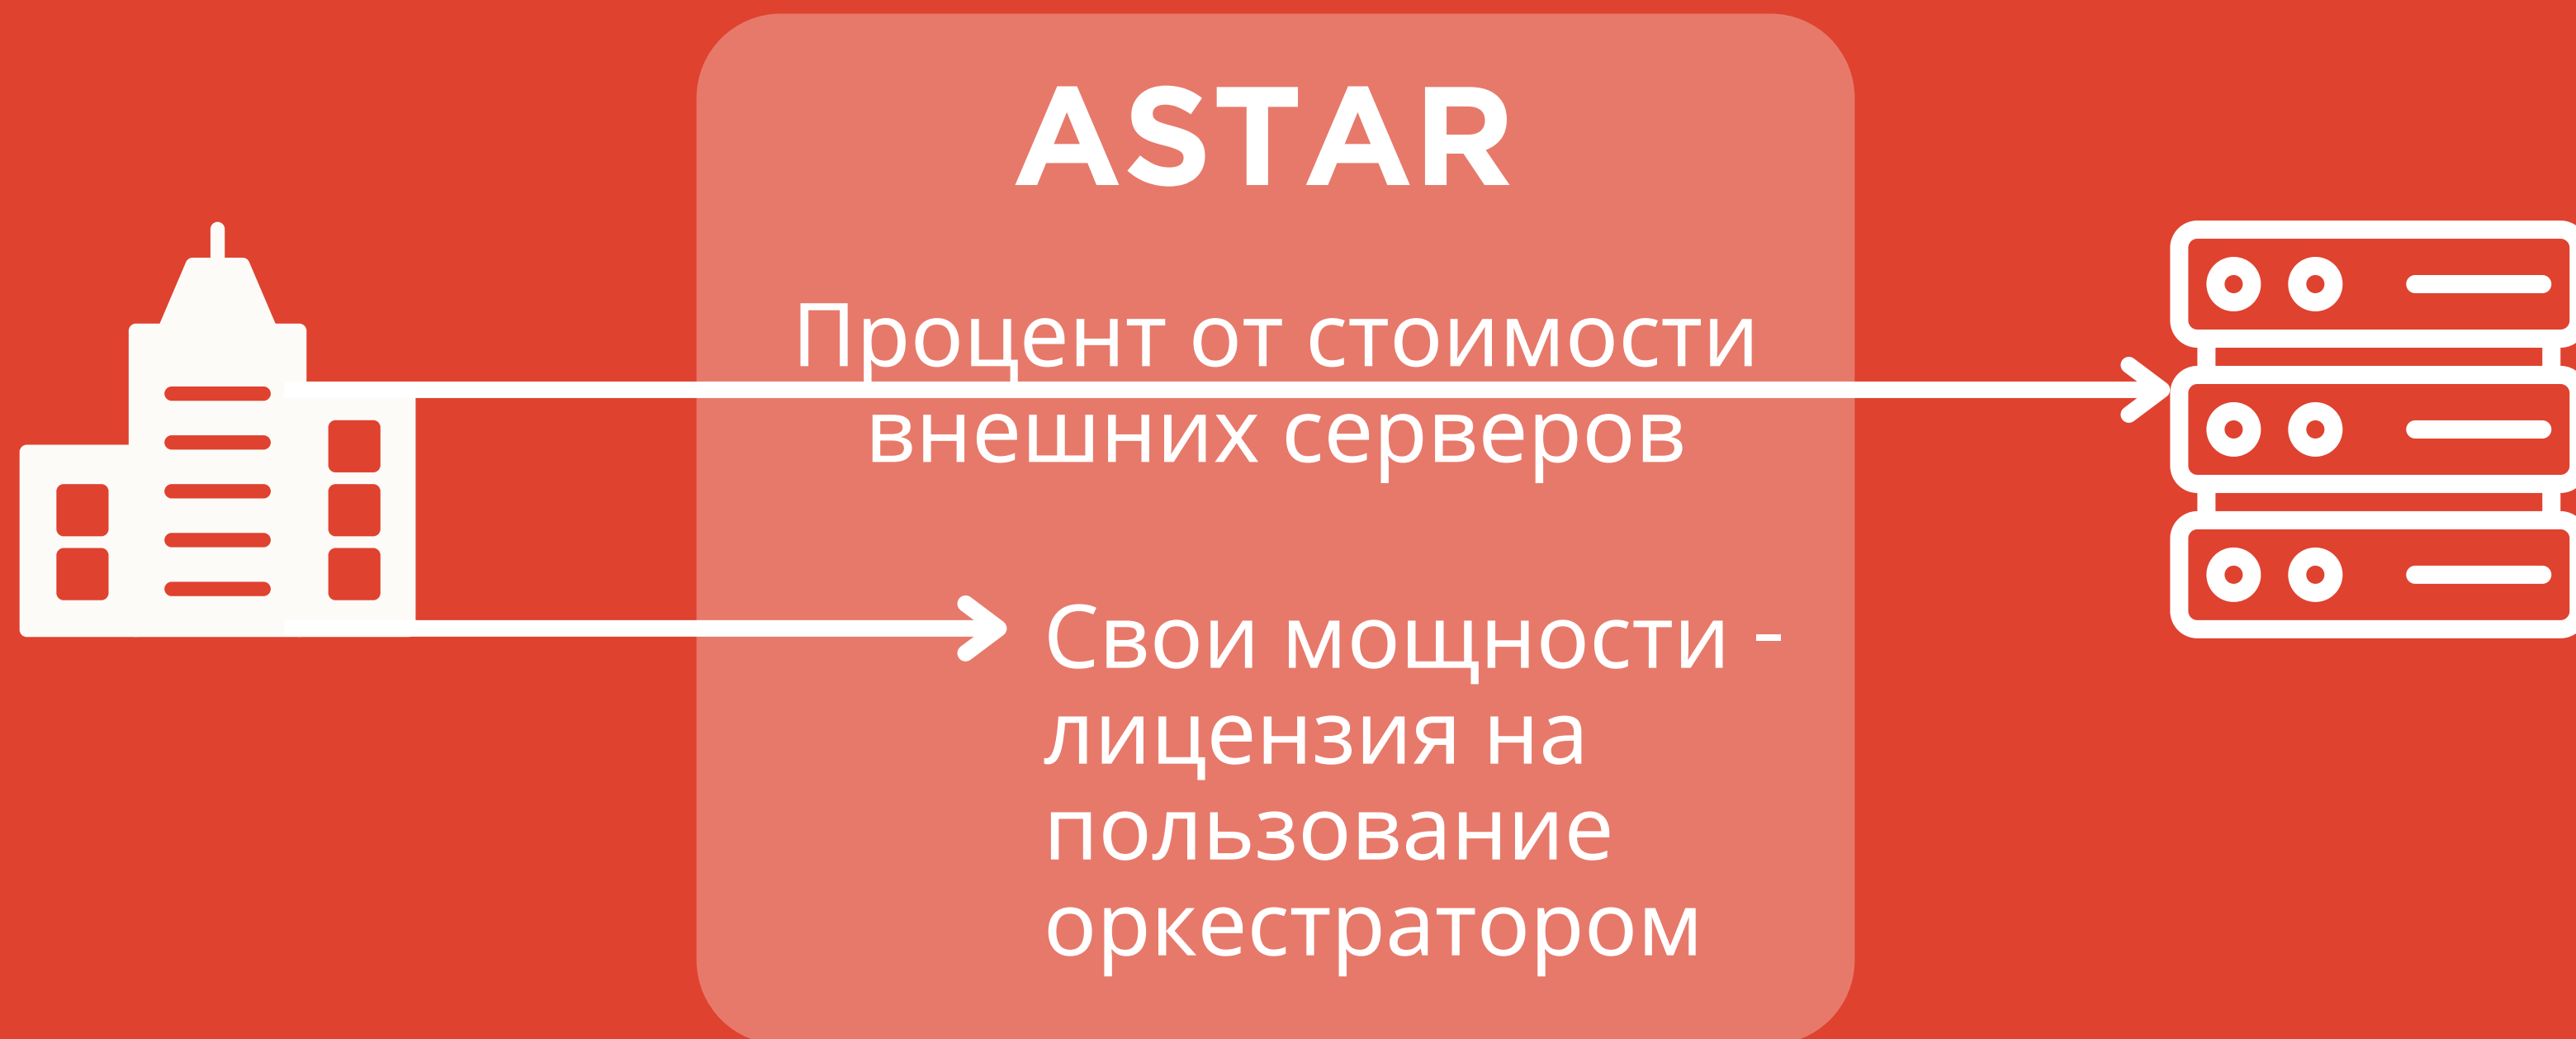 ASTAR
Процент от стоимости
внешних серверов
Свои мощности -
лицензия на
пользование
оркестратором